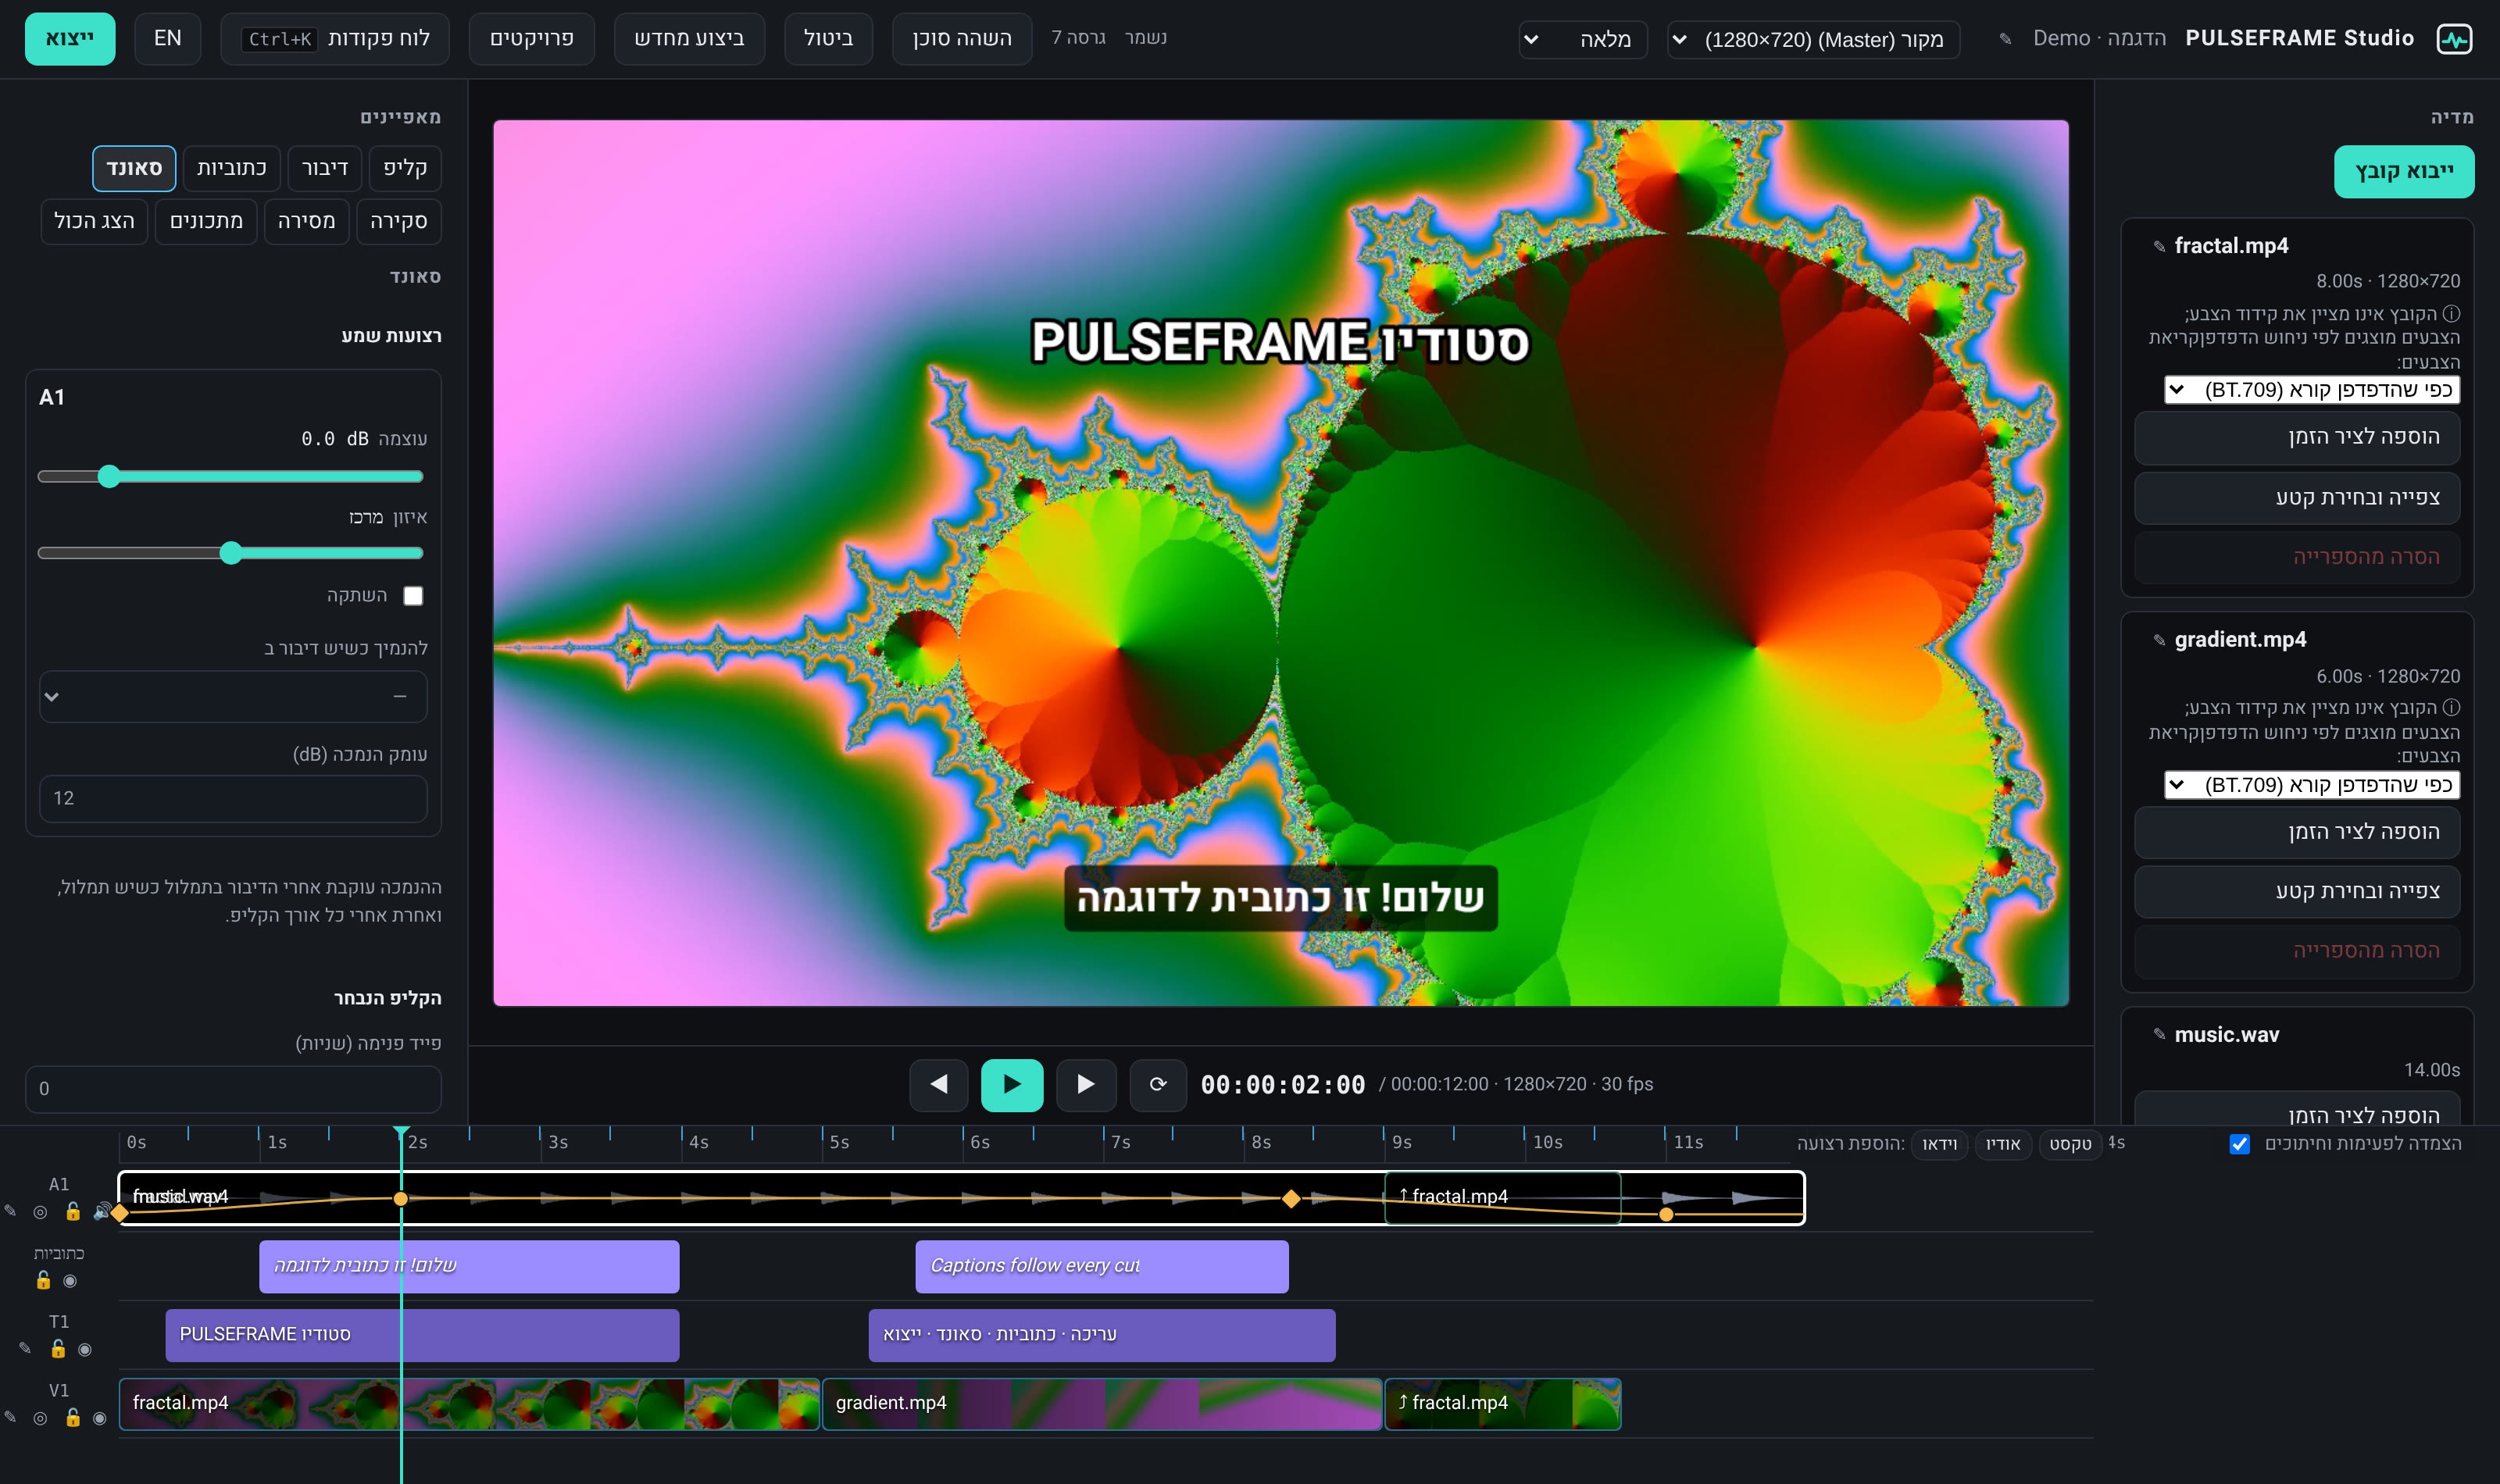 PULSEFRAME Studio
הדגמה · Demo
מקור (Master) (1280×720)
מלאה
נשמר
גרסה 7
השהה סוכן
ביטול
ביצוע מחדש
פרויקטים
לוח פקודות Ctrl+K
EN
ייצוא
מדיה
ייבוא קובץ
fractal.mp4
8.00s · 1280×720
ⓘ הקובץ אינו מציין את קידוד הצבע;
הצבעים מוצגים לפי ניחוש הדפדפןקריאת
הצבעים:
כפי שהדפדפן קורא (BT.709)
הוספה לציר הזמן
צפייה ובחירת קטע
הסרה מהספרייה
gradient.mp4
6.00s · 1280×720
ⓘ הקובץ אינו מציין את קידוד הצבע;
הצבעים מוצגים לפי ניחוש הדפדפןקריאת
הצבעים:
כפי שהדפדפן קורא (BT.709)
הוספה לציר הזמן
צפייה ובחירת קטע
הסרה מהספרייה
music.wav
14.00s
הוספה לציר הזמן
סטודיו PULSEFRAME
שלום! זו כתובית לדוגמה
00:00:02:00 / 00:00:12:00 · 1280×720 · 30 fps
מאפיינים
קליפ
דיבור
כתוביות
סאונד
סקירה
מסירה
מתכונים
הצג הכול
סאונד
רצועות שמע
A1
עוצמה 0.0 dB
איזון מרכז
השתקה
להנמיך כשיש דיבור ב
–
עומק הנמכה (dB)
12
ההנמכה עוקבת אחרי הדיבור בתמלול כשיש תמלול,
ואחרת אחרי כל אורך הקליפ.
הקליפ הנבחר
פייד פנימה (שניות)
0
הצמדה לפעימות וחיתוכים
הוספת רצועה: וידאו אודיו טקסט
0s 1s 2s 3s 4s 5s 6s 7s 8s 9s 10s 11s 4s
A1
fractal.mp4
music.wav
⤴ fractal.mp4
כתוביות
שלום! זו כתובית לדוגמה
Captions follow every cut
T1
סטודיו PULSEFRAME
עריכה · כתוביות · סאונד · ייצוא
V1
fractal.mp4
gradient.mp4
⤴ fractal.mp4